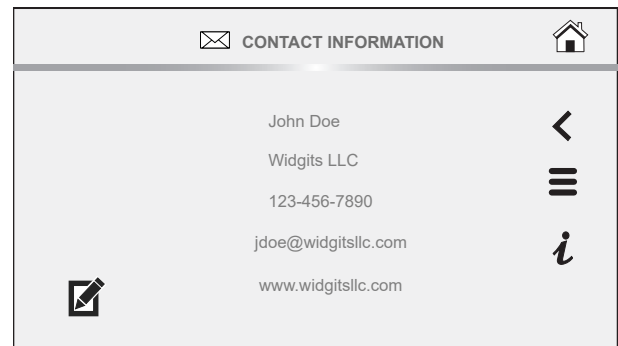 CONTACT INFORMATION
John Doe
Widgits LLC
123-456-7890
jdoe@widgitsllc.com
www.widgitsllc.com